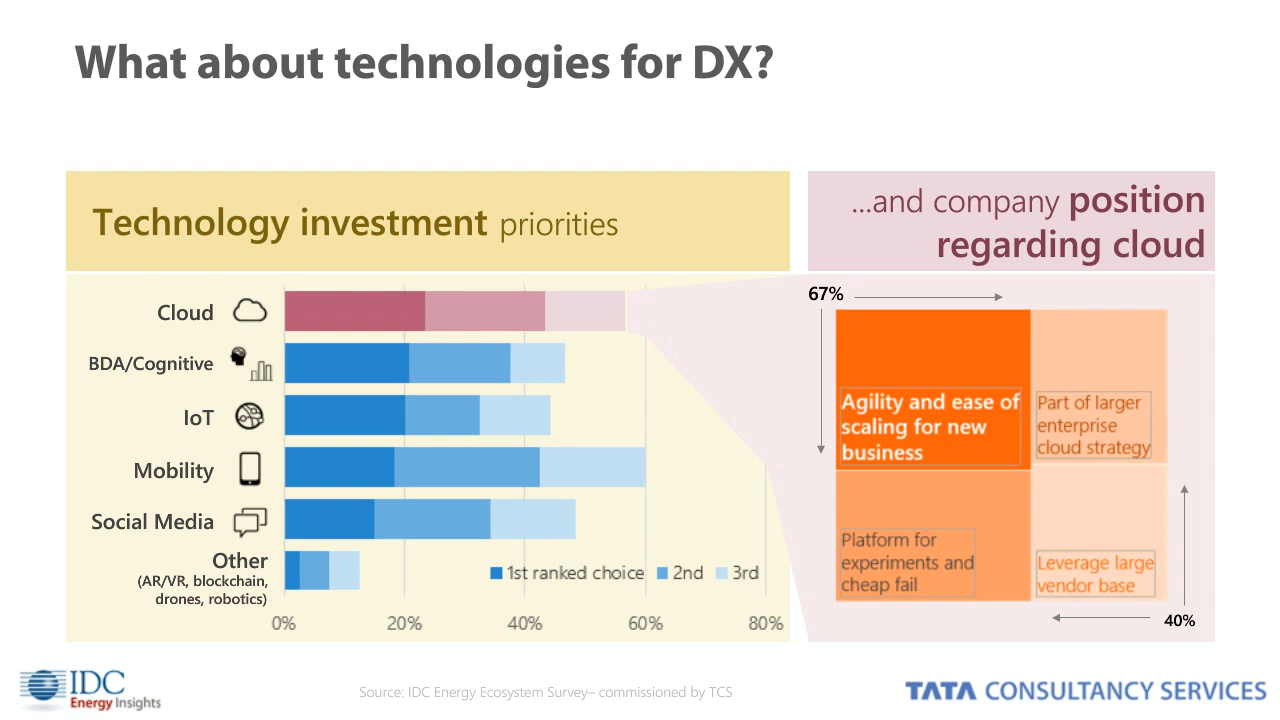 What about technologies for DX?
Technology investment priorities
...and company position
regarding cloud
Cloud
BDA/Cognitive
IoT
Mobility
Social Media
Other
(AR/VR, blockchain,
drones, robotics)
1st ranked choice 2nd 3rd
0% 20% 40% 60% 80%
67%
Agility and ease of
scaling for new
business
Part of larger
enterprise
cloud strategy
Platform for
experiments and
cheap fail
Leverage large
vendor base
40%
IDC
Energy Insights
Source: IDC Energy Ecosystem Survey– commissioned by TCS
TATA CONSULTANCY SERVICES